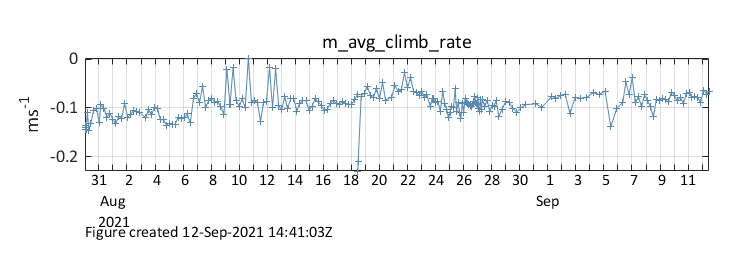 m_avg_climb_rate
0
-0.1
-0.2
ms-1
31 2 4 6 8 10 12 14 16 18 20 22 24 26 28 30 1 3 5 7 9 11
Aug Sep
2021
Figure created 12-Sep-2021 14:41:03Z